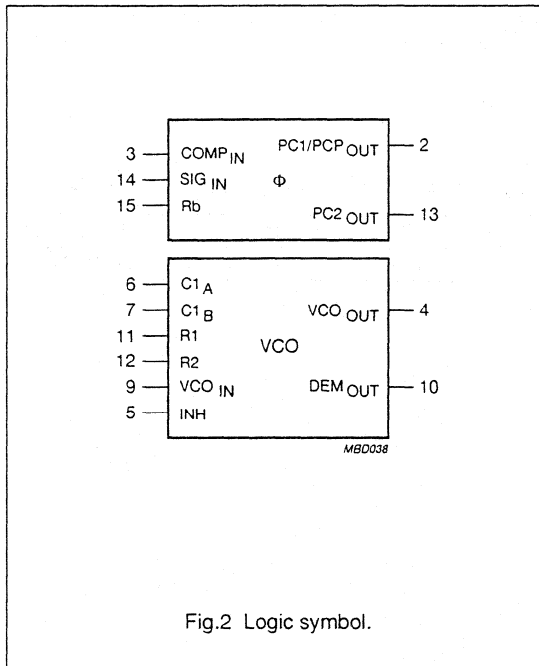 3 COMP IN PC1/PCP OUT 2
14 SIG IN Φ
15 Rb PC2 OUT 13
6 C1 A
7 C1 B VCO OUT 4
11 R1 VCO
12 R2
9 VCO IN DEM OUT 10
5 INH
MBD038
Fig.2 Logic symbol.